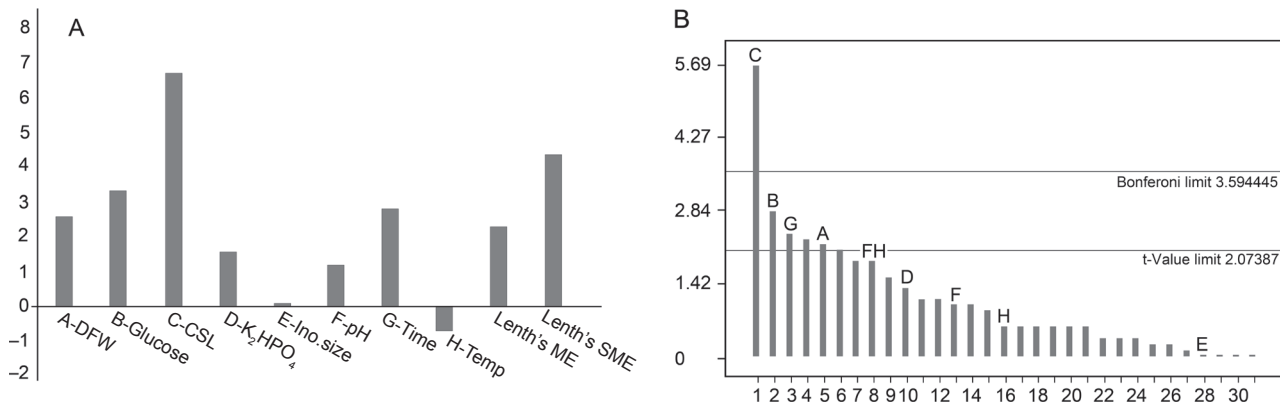 A
8
7
6
5
4
3
2
1
0
–1
–2
A-DFW
B-Glucose
C-CSL
D-K₂HPO₄
E-Ino.size
F-pH
G-Time
H-Temp
Lenth's ME
Lenth's SME
B
5.69
4.27
2.84
1.42
0
C
B
G
A
FH
D
F
H
E
Bonferoni limit 3.594445
t-Value limit 2.07387
1 2 3 4 5 6 7 8 9 10 12 14 16 18 20 22 24 26 28 30